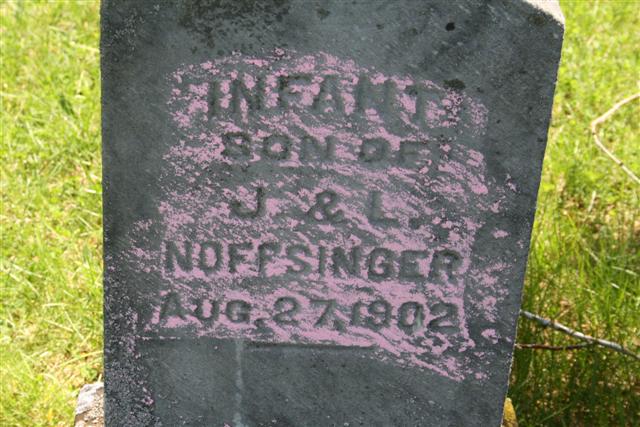 INFANT
SON OF
J. & L.
NOFFSINGER
AUG. 27, 1902